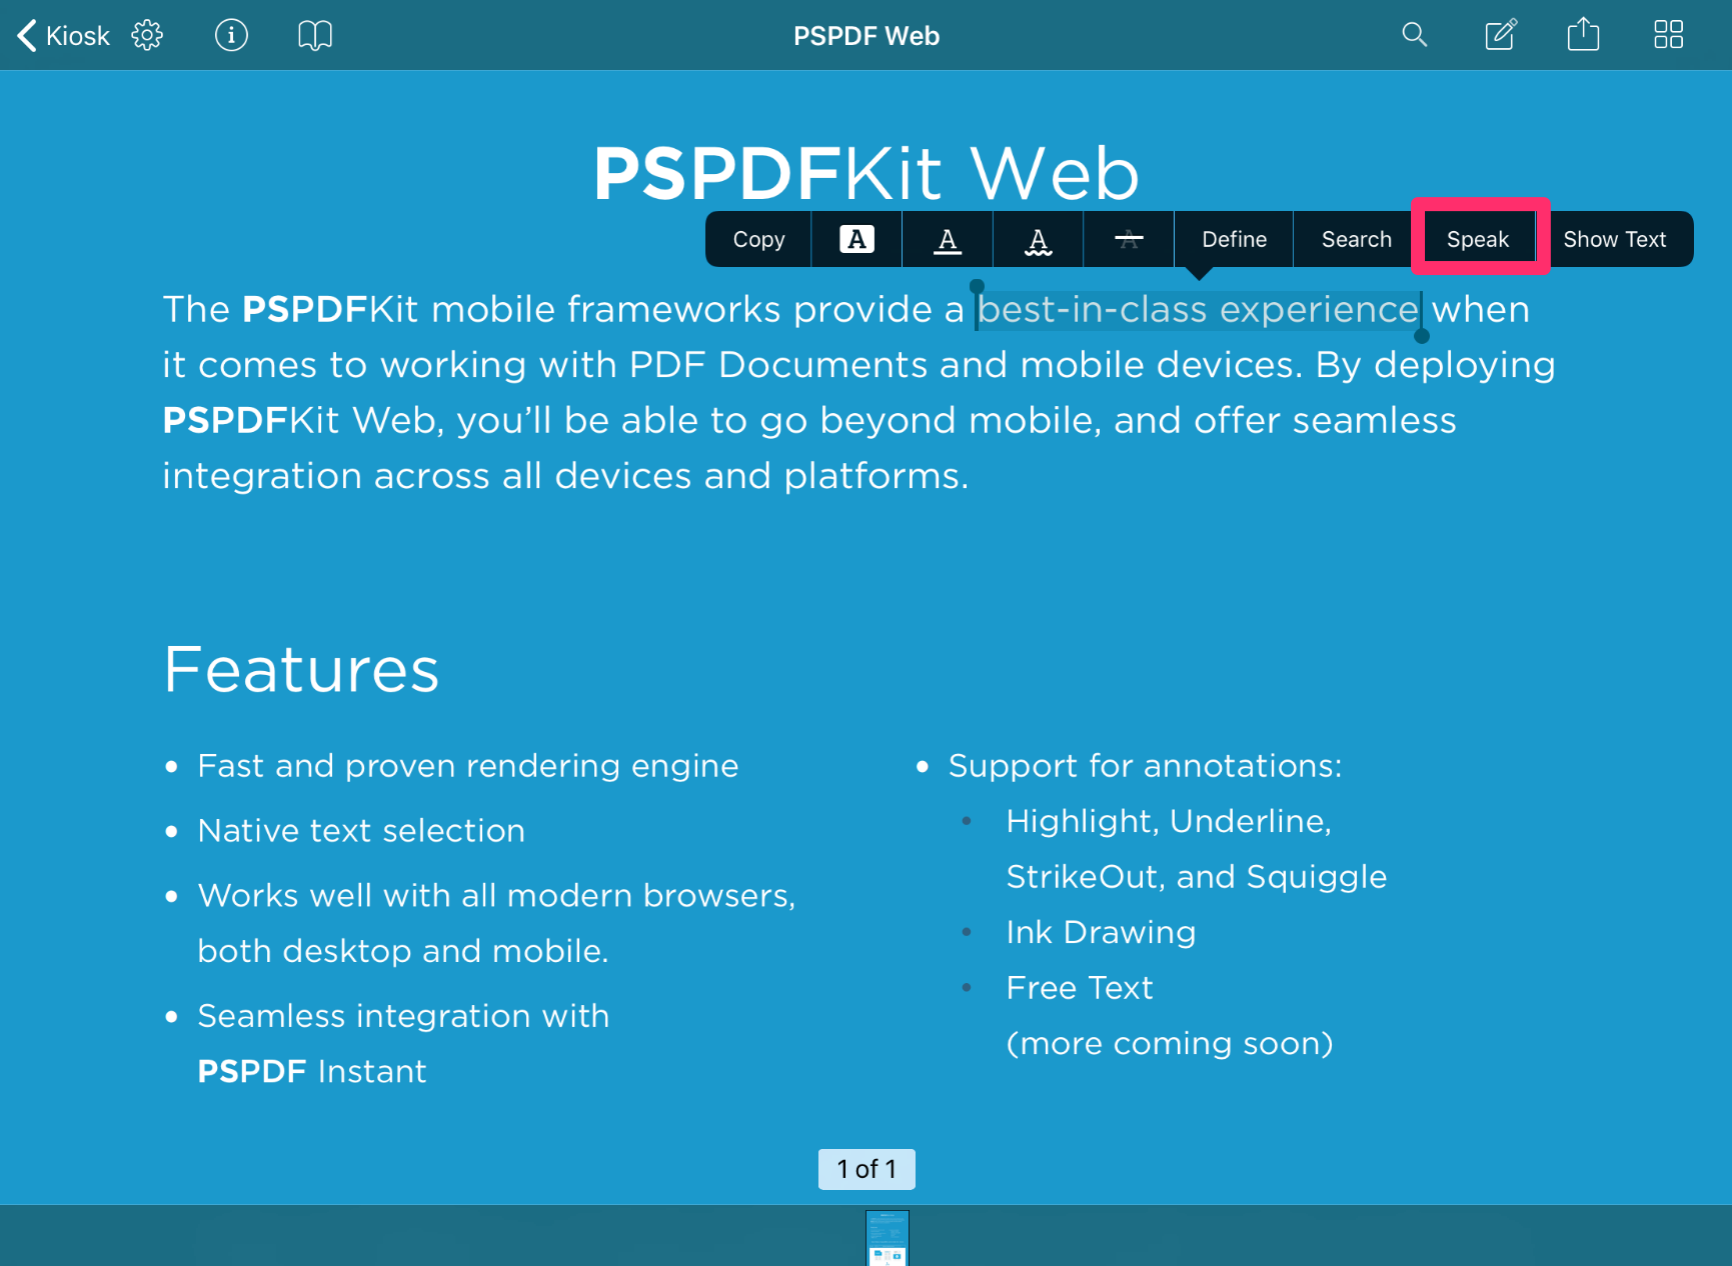 Kiosk
PSPDF Web
PSPDFKit Web
Copy A A A A Define Search Speak Show Text
The PSPDFKit mobile frameworks provide a best-in-class experience when
it comes to working with PDF Documents and mobile devices. By deploying
PSPDFKit Web, you’ll be able to go beyond mobile, and offer seamless
integration across all devices and platforms.
Features
• Fast and proven rendering engine
• Native text selection
• Works well with all modern browsers,
both desktop and mobile.
• Seamless integration with
PSPDF Instant
• Support for annotations:
• Highlight, Underline,
StrikeOut, and Squiggle
• Ink Drawing
• Free Text
(more coming soon)
1 of 1